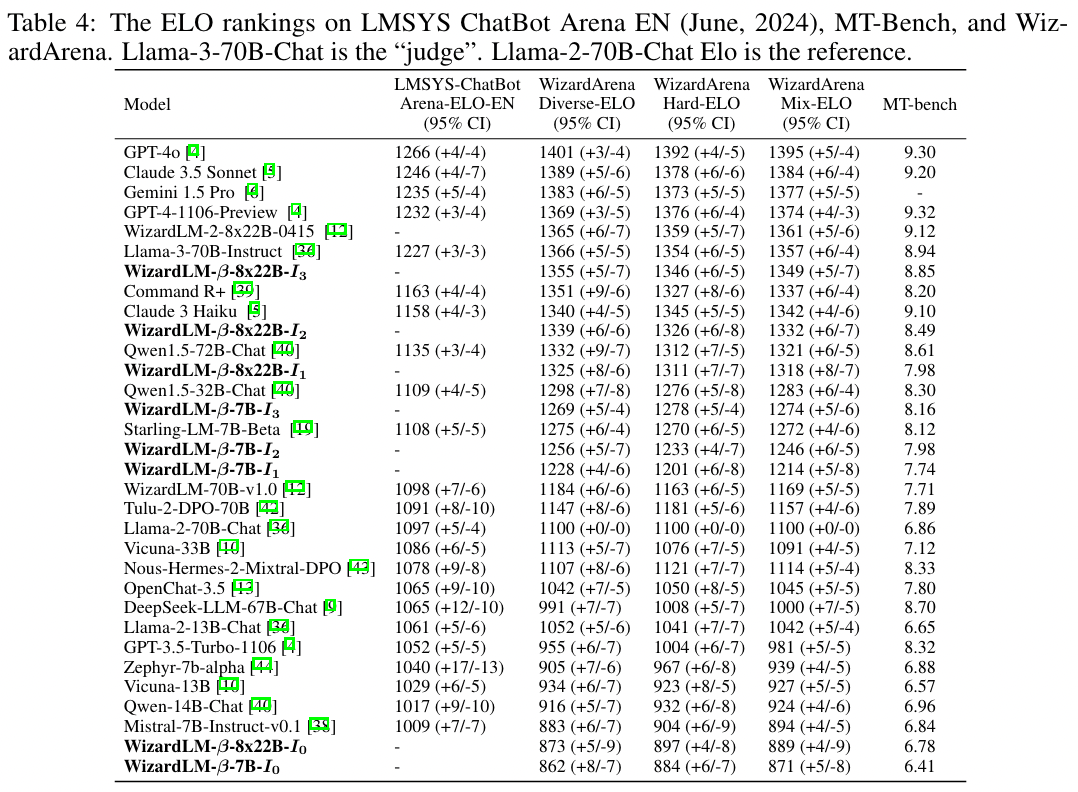 Table 4: The ELO rankings on LMSYS ChatBot Arena EN (June, 2024), MT-Bench, and Wiz-
ardArena. Llama-3-70B-Chat is the “judge”. Llama-2-70B-Chat Elo is the reference.
Model LMSYS-ChatBot Arena-ELO-EN (95% CI) WizardArena Diverse-ELO (95% CI) WizardArena Hard-ELO (95% CI) WizardArena Mix-ELO (95% CI) MT-bench
GPT-4o [4] 1266 (+4/-4) 1401 (+3/-4) 1392 (+4/-5) 1395 (+5/-4) 9.30
Claude 3.5 Sonnet [5] 1246 (+4/-7) 1389 (+5/-6) 1378 (+6/-6) 1384 (+6/-4) 9.20
Gemini 1.5 Pro [6] 1235 (+5/-4) 1383 (+6/-5) 1373 (+5/-5) 1377 (+5/-5) -
GPT-4-1106-Preview [4] 1232 (+3/-4) 1369 (+3/-5) 1376 (+6/-4) 1374 (+4/-3) 9.32
WizardLM-2-8x22B-0415 [12] - 1365 (+6/-7) 1359 (+5/-7) 1361 (+5/-6) 9.12
Llama-3-70B-Instruct [36] 1227 (+3/-3) 1366 (+5/-5) 1354 (+6/-5) 1357 (+6/-4) 8.94
WizardLM-β-8x22B-I₃ - 1355 (+5/-7) 1346 (+6/-5) 1349 (+5/-7) 8.85
Command R+ [39] 1163 (+4/-4) 1351 (+9/-6) 1327 (+8/-6) 1337 (+6/-4) 8.20
Claude 3 Haiku [5] 1158 (+4/-3) 1340 (+4/-5) 1345 (+5/-5) 1342 (+4/-6) 9.10
WizardLM-β-8x22B-I₂ - 1339 (+6/-6) 1326 (+6/-8) 1332 (+6/-7) 8.49
Qwen1.5-72B-Chat [40] 1135 (+3/-4) 1332 (+9/-7) 1312 (+7/-5) 1321 (+6/-5) 8.61
WizardLM-β-8x22B-I₁ - 1325 (+8/-6) 1311 (+7/-7) 1318 (+8/-7) 7.98
Qwen1.5-32B-Chat [40] 1109 (+4/-5) 1298 (+7/-8) 1276 (+5/-8) 1283 (+6/-4) 8.30
WizardLM-β-7B-I₃ - 1269 (+5/-4) 1278 (+5/-4) 1274 (+5/-6) 8.16
Starling-LM-7B-Beta [19] 1108 (+5/-5) 1275 (+6/-4) 1270 (+6/-5) 1272 (+4/-6) 8.12
WizardLM-β-7B-I₂ - 1256 (+5/-7) 1233 (+4/-7) 1246 (+6/-5) 7.98
WizardLM-β-7B-I₁ - 1228 (+4/-6) 1201 (+6/-8) 1214 (+5/-8) 7.74
WizardLM-70B-v1.0 [12] 1098 (+7/-6) 1184 (+6/-6) 1163 (+6/-5) 1169 (+5/-5) 7.71
Tulu-2-DPO-70B [42] 1091 (+8/-10) 1147 (+8/-6) 1181 (+5/-6) 1157 (+4/-6) 7.89
Llama-2-70B-Chat [36] 1097 (+5/-4) 1100 (+0/-0) 1100 (+0/-0) 1100 (+0/-0) 6.86
Vicuna-33B [10] 1086 (+6/-5) 1113 (+5/-7) 1076 (+7/-5) 1091 (+4/-5) 7.12
Nous-Hermes-2-Mixtral-DPO [43] 1078 (+9/-8) 1107 (+8/-6) 1121 (+7/-7) 1114 (+5/-4) 8.33
OpenChat-3.5 [13] 1065 (+9/-10) 1042 (+7/-5) 1050 (+8/-5) 1045 (+5/-5) 7.80
DeepSeek-LLM-67B-Chat [9] 1065 (+12/-10) 991 (+7/-7) 1008 (+5/-7) 1000 (+7/-5) 8.70
Llama-2-13B-Chat [36] 1061 (+5/-6) 1052 (+5/-6) 1041 (+7/-7) 1042 (+5/-4) 6.65
GPT-3.5-Turbo-1106 [4] 1052 (+5/-5) 955 (+6/-7) 1004 (+6/-7) 981 (+5/-5) 8.32
Zephyr-7b-alpha [44] 1040 (+17/-13) 905 (+7/-6) 967 (+6/-8) 939 (+4/-5) 6.88
Vicuna-13B [10] 1029 (+6/-5) 934 (+6/-7) 923 (+8/-5) 927 (+5/-5) 6.57
Qwen-14B-Chat [40] 1017 (+9/-10) 916 (+5/-7) 932 (+6/-8) 924 (+4/-6) 6.96
Mistral-7B-Instruct-v0.1 [38] 1009 (+7/-7) 883 (+6/-7) 904 (+6/-9) 894 (+4/-5) 6.84
WizardLM-β-8x22B-I₀ - 873 (+5/-9) 897 (+4/-8) 889 (+4/-9) 6.78
WizardLM-β-7B-I₀ - 862 (+8/-7) 884 (+6/-7) 871 (+5/-8) 6.41